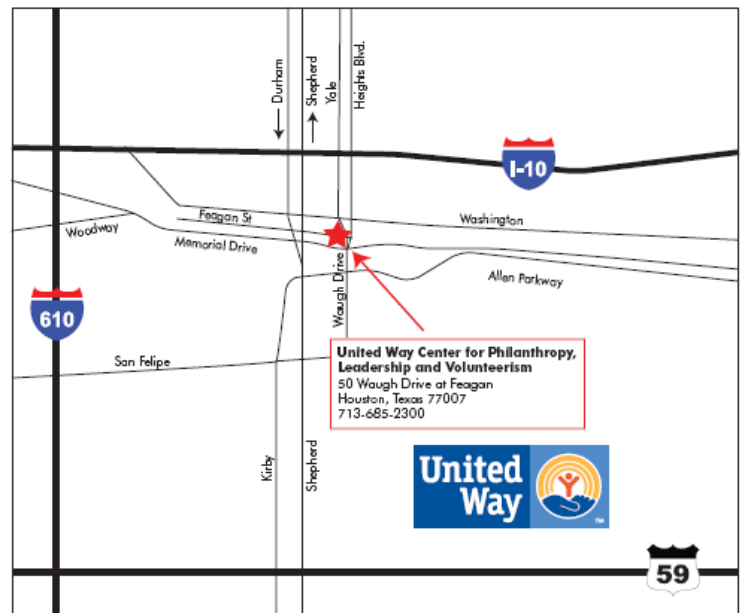 Durham
Shepherd
Yale
Heights Blvd.
I-10
Feagan St
Washington
Woodway
Memorial Drive
Allen Parkway
Waugh Drive
610
United Way Center for Philanthropy,
Leadership and Volunteerism
50 Waugh Drive at Feagan
Houston, Texas 77007
713-685-2300
San Felipe
Kirby
Shepherd
United
Way
TM
59